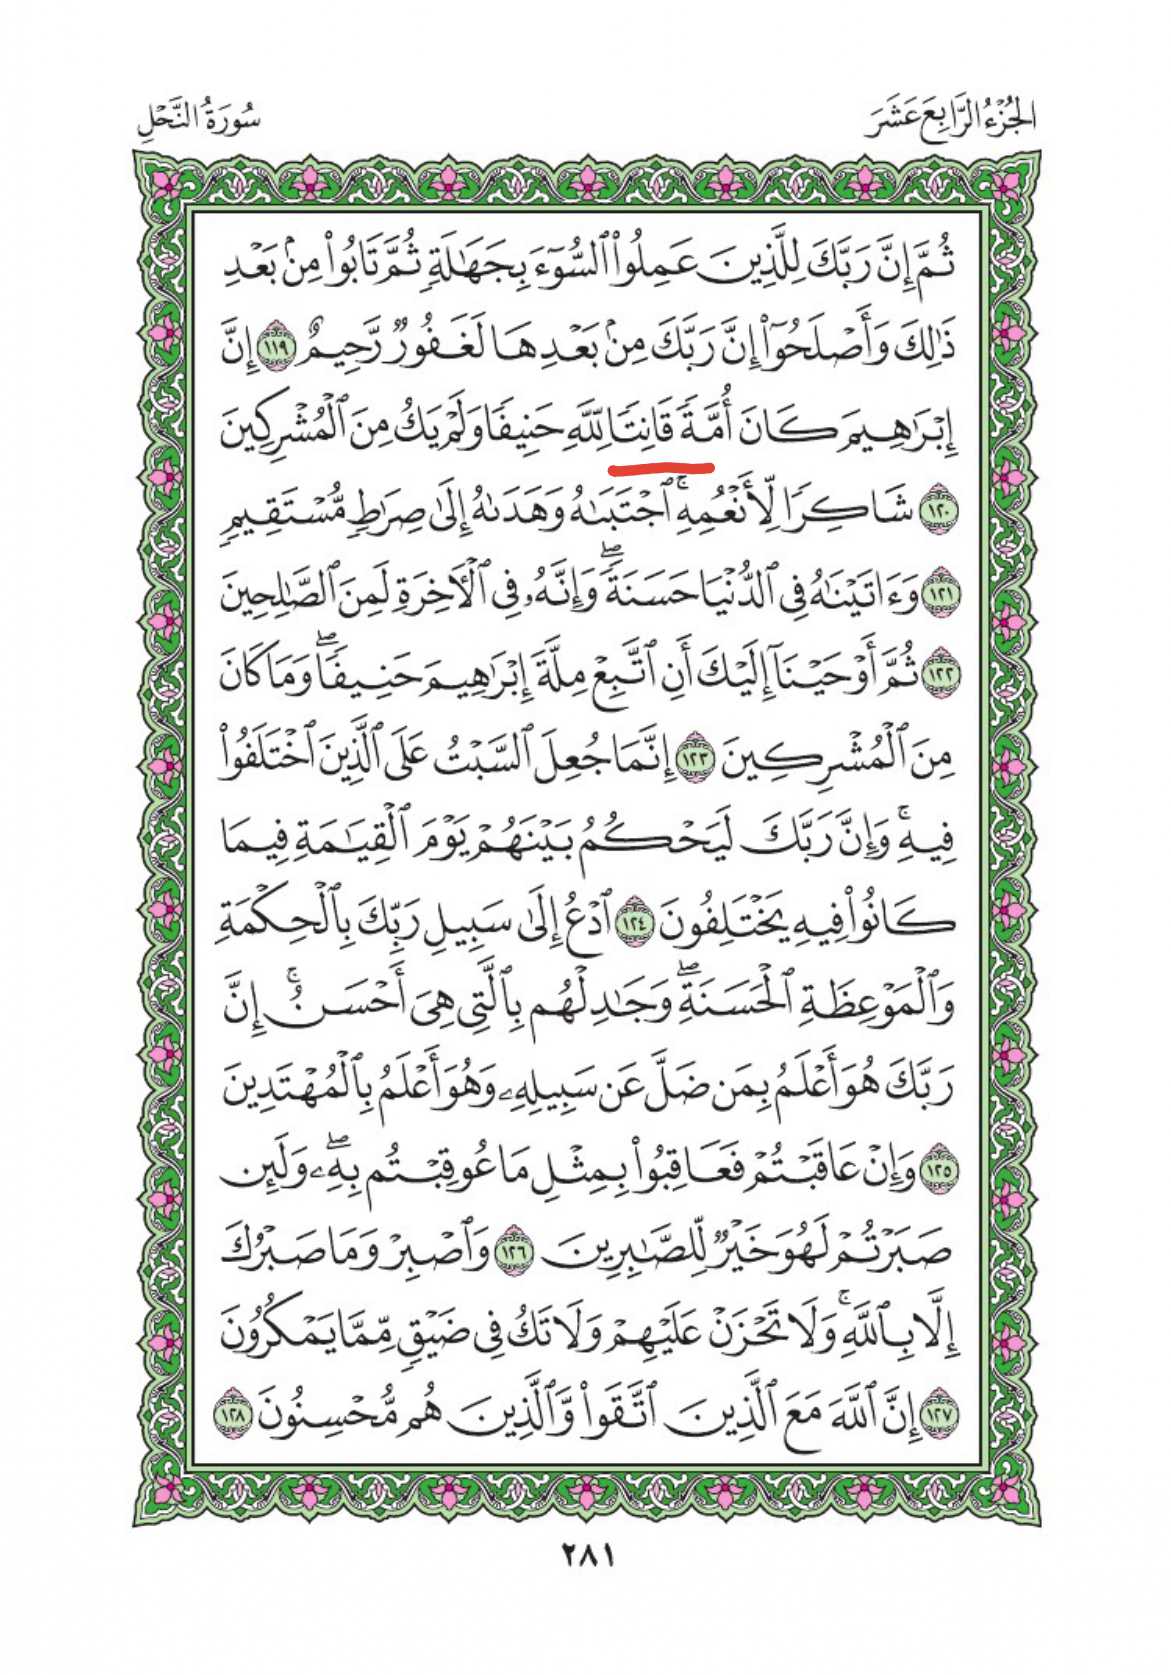 الجُزْءُ الرَّابِعَ عَشَرَ
سُورَةُ النَّحْلِ
ثُمَّ إِنَّ رَبَّكَ لِلَّذِينَ عَمِلُوا۟ ٱلسُّوٓءَ بِجَهَٰلَةٍ ثُمَّ تَابُوا۟ مِنۢ بَعْدِ
ذَٰلِكَ وَأَصْلَحُوٓا۟ إِنَّ رَبَّكَ مِنۢ بَعْدِهَا لَغَفُورٌ رَّحِيمٌ ١١٩ إِنَّ
إِبْرَٰهِيمَ كَانَ أُمَّةً قَانِتًا لِّلَّهِ حَنِيفًا وَلَمْ يَكُ مِنَ ٱلْمُشْرِكِينَ
١٢٠ شَاكِرًا لِّأَنْعُمِهِۚ ٱجْتَبَىٰهُ وَهَدَىٰهُ إِلَىٰ صِرَٰطٍ مُّسْتَقِيمٍ
١٢١ وَءَاتَيْنَٰهُ فِى ٱلدُّنْيَا حَسَنَةًۖ وَإِنَّهُۥ فِى ٱلْءَاخِرَةِ لَمِنَ ٱلصَّٰلِحِينَ
١٢٢ ثُمَّ أَوْحَيْنَآ إِلَيْكَ أَنِ ٱتَّبِعْ مِلَّةَ إِبْرَٰهِيمَ حَنِيفًاۖ وَمَا كَانَ
مِنَ ٱلْمُشْرِكِينَ ١٢٣ إِنَّمَا جُعِلَ ٱلسَّبْتُ عَلَى ٱلَّذِينَ ٱخْتَلَفُوا۟
فِيهِۚ وَإِنَّ رَبَّكَ لَيَحْكُمُ بَيْنَهُمْ يَوْمَ ٱلْقِيَٰمَةِ فِيمَا
كَانُوا۟ فِيهِ يَخْتَلِفُونَ ١٢٤ ٱدْعُ إِلَىٰ سَبِيلِ رَبِّكَ بِٱلْحِكْمَةِ
وَٱلْمَوْعِظَةِ ٱلْحَسَنَةِۖ وَجَٰدِلْهُم بِٱلَّتِى هِىَ أَحْسَنُۚ إِنَّ
رَبَّكَ هُوَ أَعْلَمُ بِمَن ضَلَّ عَن سَبِيلِهِۦ وَهُوَ أَعْلَمُ بِٱلْمُهْتَدِينَ
١٢٥ وَإِنْ عَاقَبْتُمْ فَعَاقِبُوا۟ بِمِثْلِ مَا عُوقِبْتُم بِهِۦۖ وَلَئِن
صَبَرْتُمْ لَهُوَ خَيْرٌ لِّلصَّٰبِرِينَ ١٢٦ وَٱصْبِرْ وَمَا صَبْرُكَ
إِلَّا بِٱللَّهِۚ وَلَا تَحْزَنْ عَلَيْهِمْ وَلَا تَكُ فِى ضَيْقٍ مِّمَّا يَمْكُرُونَ
١٢٧ إِنَّ ٱللَّهَ مَعَ ٱلَّذِينَ ٱتَّقَوا۟ وَّٱلَّذِينَ هُم مُّحْسِنُونَ ١٢٨
٢٨١